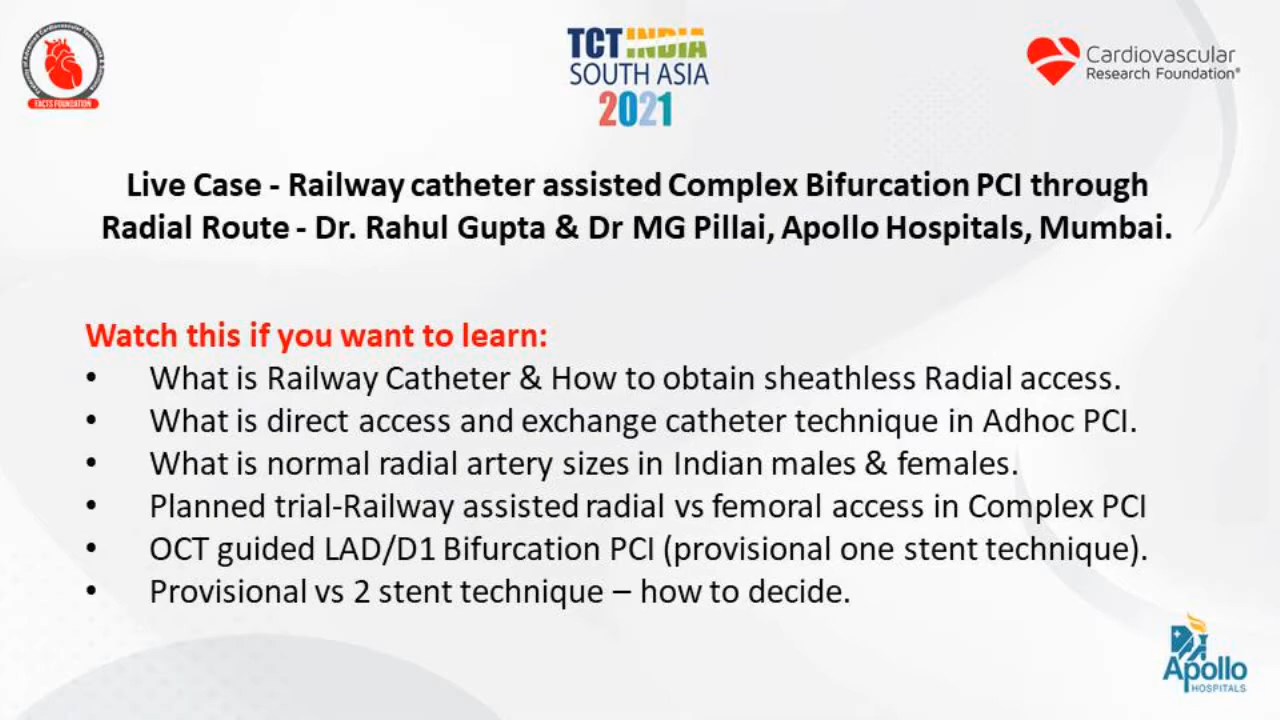 TCT INDIA
SOUTH ASIA
2021
FACTS FOUNDATION
Cardiovascular
Research Foundation®
Live Case - Railway catheter assisted Complex Bifurcation PCI through
Radial Route - Dr. Rahul Gupta & Dr MG Pillai, Apollo Hospitals, Mumbai.
Watch this if you want to learn:
• What is Railway Catheter & How to obtain sheathless Radial access.
• What is direct access and exchange catheter technique in Adhoc PCI.
• What is normal radial artery sizes in Indian males & females.
• Planned trial-Railway assisted radial vs femoral access in Complex PCI
• OCT guided LAD/D1 Bifurcation PCI (provisional one stent technique).
• Provisional vs 2 stent technique – how to decide.
Apollo
HOSPITALS